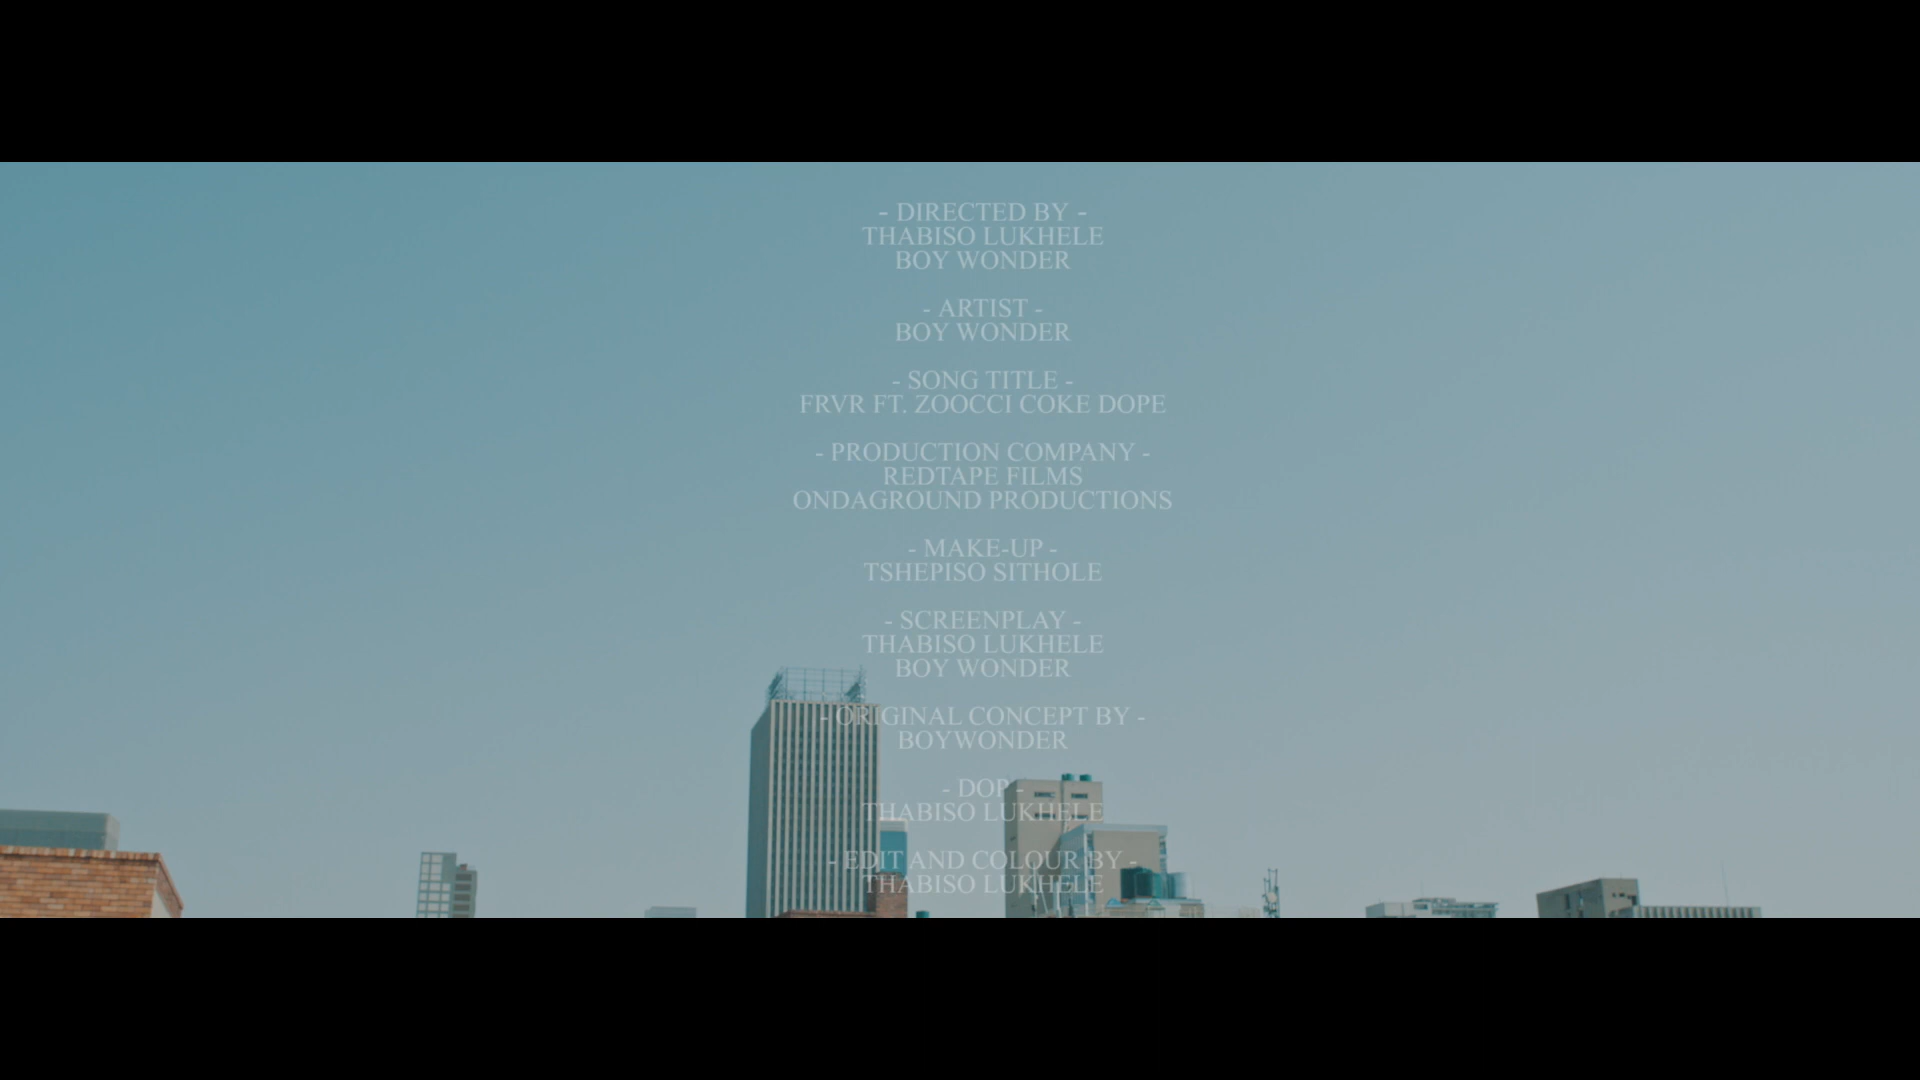 - DIRECTED BY -
THABISO LUKHELE
BOY WONDER
- ARTIST -
BOY WONDER
- SONG TITLE -
FRVR FT. ZOOCCI COKE DOPE
- PRODUCTION COMPANY -
REDTAPE FILMS
ONDAGROUND PRODUCTIONS
- MAKE-UP -
TSHEPISO SITHOLE
- SCREENPLAY -
THABISO LUKHELE
BOY WONDER
- ORIGINAL CONCEPT BY -
BOYWONDER
- DOP -
THABISO LUKHELE
- EDIT AND COLOUR BY -
THABISO LUKHELE